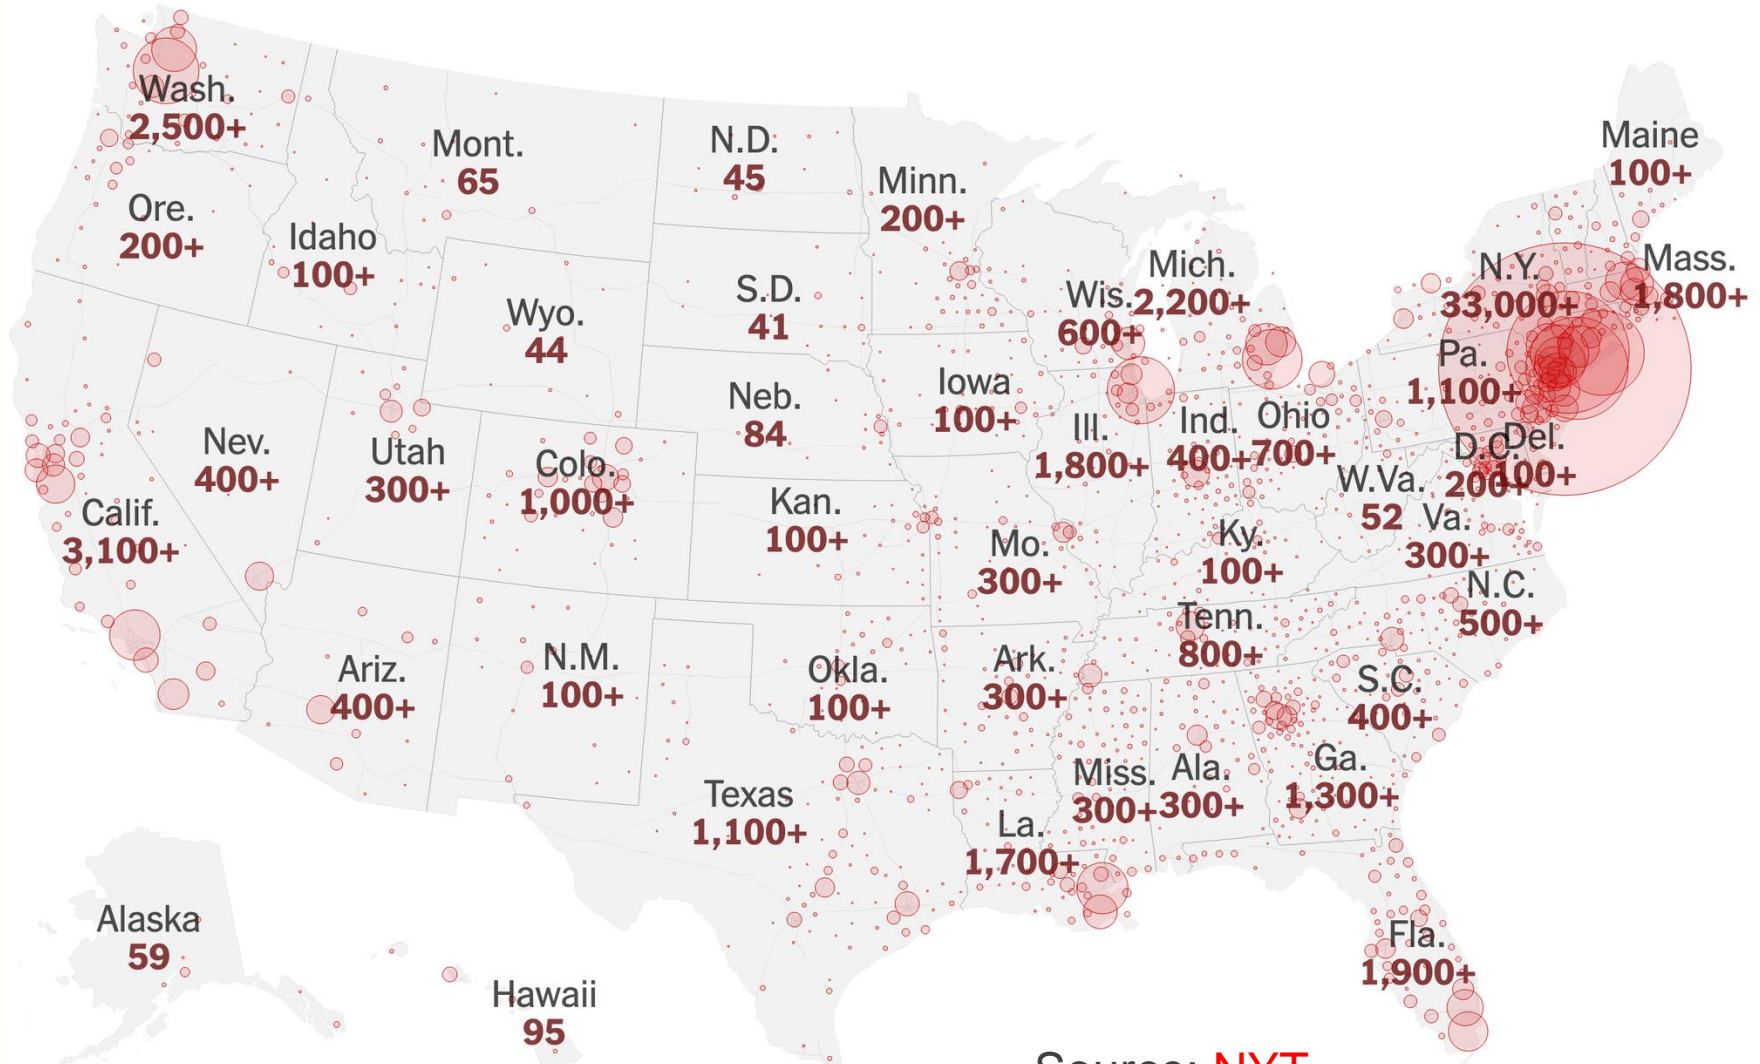 Wash.
2,500+
Mont.
65
N.D.
45
Minn.
200+
Maine
100+
Ore.
200+
Idaho
100+
Wyo.
44
S.D.
41
Wis.
600+
Mich.
2,200+
N.Y.
33,000+
Mass.
1,800+
Pa.
1,100+
Nev.
400+
Utah
300+
Colo.
1,000+
Neb.
84
Iowa
100+
Ill.
1,800+
Ind.
400+
Ohio
700+
D.C.
200+
Del.
100+
W.Va.
52
Va.
300+
Calif.
3,100+
Kan.
100+
Mo.
300+
Ky.
100+
N.C.
500+
Tenn.
800+
Ariz.
400+
N.M.
100+
Okla.
100+
Ark.
300+
S.C.
400+
Texas
1,100+
La.
1,700+
Miss.
300+
Ala.
300+
Ga.
1,300+
Alaska
59
Hawaii
95
Fla.
1,900+
Source: NYT